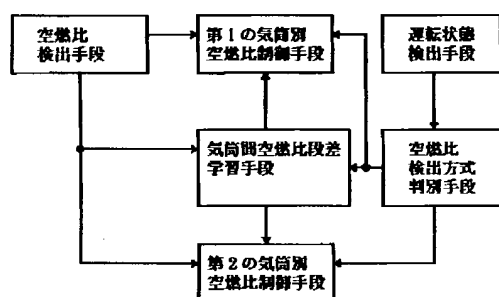 空燃比
検出手段
第１の気筒別
空燃比制御手段
運転状態
検出手段
気筒間空燃比段差
学習手段
空燃比
検出方式
判別手段
第２の気筒別
空燃比制御手段